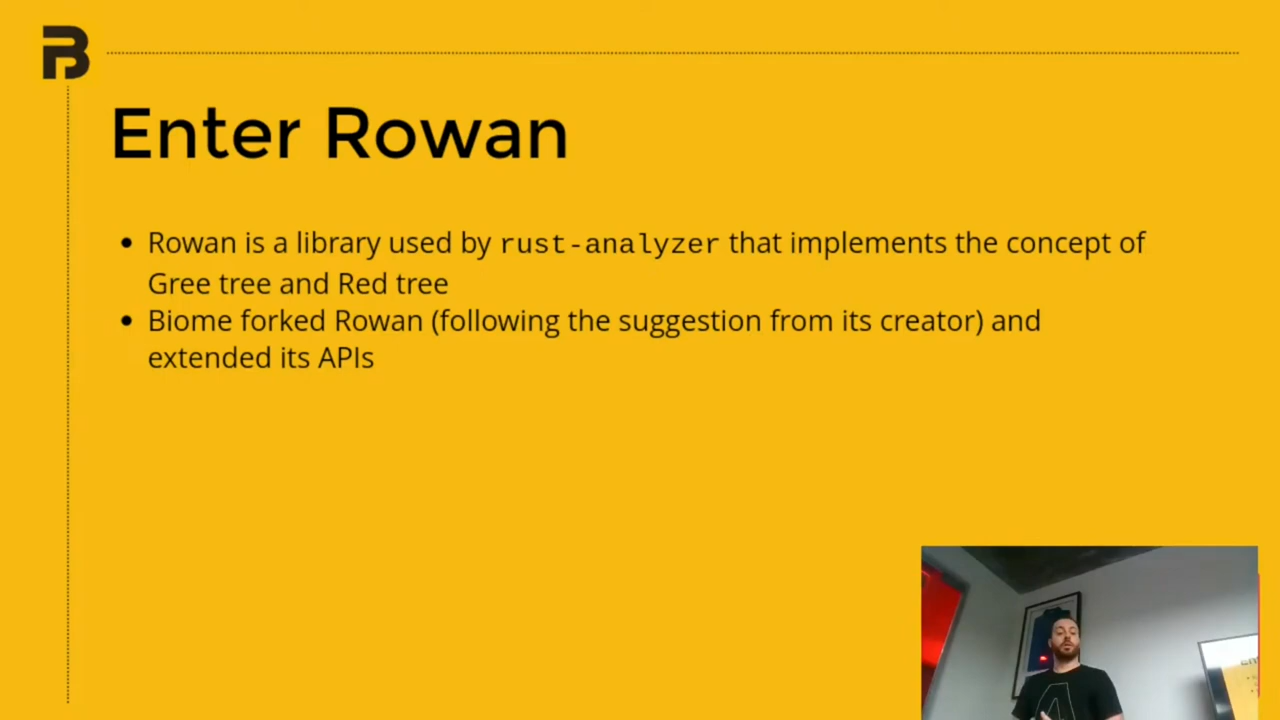 Enter Rowan
Rowan is a library used by rust-analyzer that implements the concept of
Gree tree and Red tree
Biome forked Rowan (following the suggestion from its creator) and
extended its APIs